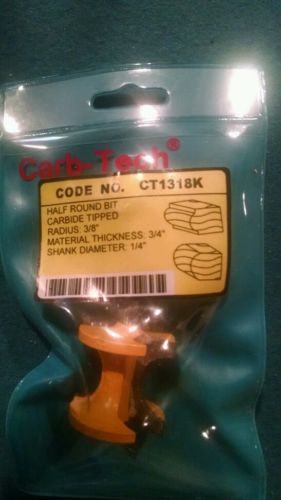 Carb-Tech®
CODE NO. CT1318K
HALF ROUND BIT
CARBIDE TIPPED
RADIUS: 3/8"
MATERIAL THICKNESS: 3/4"
SHANK DIAMETER: 1/4"